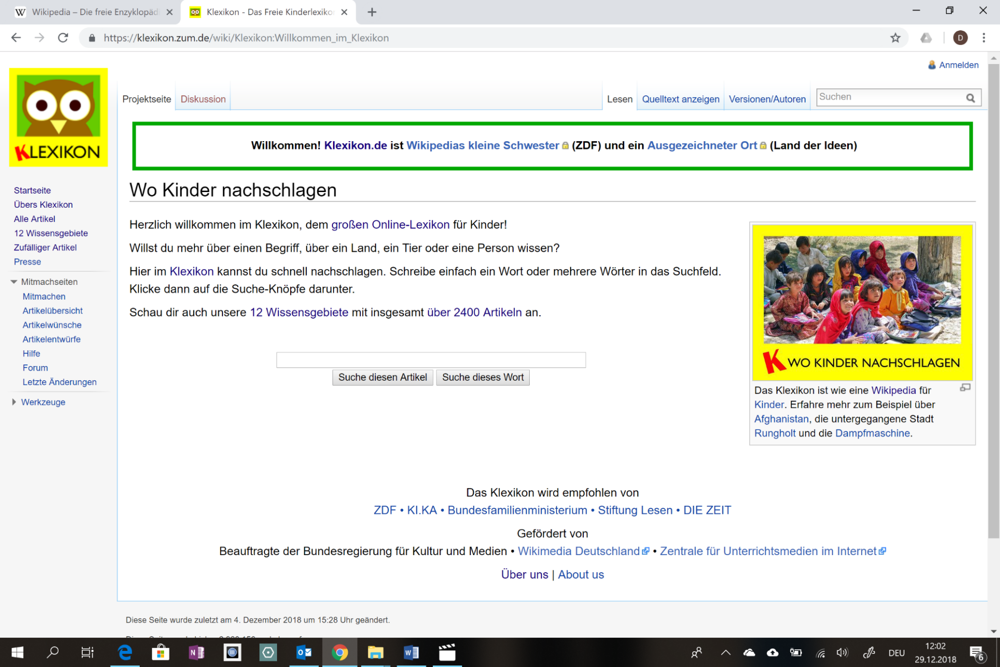 Wikipedia – Die freie Enzyklopäd
Klexikon - Das Freie Kinderlexikon
https://klexikon.zum.de/wiki/Klexikon:Willkommen_im_Klexikon
D
Anmelden
KLEXIKON
Projektseite
Diskussion
Lesen
Quelltext anzeigen
Versionen/Autoren
Suchen
Willkommen! Klexikon.de ist Wikipedias kleine Schwester (ZDF) und ein Ausgezeichneter Ort (Land der Ideen)
Startseite
Übers Klexikon
Alle Artikel
12 Wissensgebiete
Zufälliger Artikel
Presse
Mitmachseiten
Mitmachen
Artikelübersicht
Artikelwünsche
Artikelentwürfe
Hilfe
Forum
Letzte Änderungen
Werkzeuge
Wo Kinder nachschlagen
Herzlich willkommen im Klexikon, dem großen Online-Lexikon für Kinder!
Willst du mehr über einen Begriff, über ein Land, ein Tier oder eine Person wissen?
Hier im Klexikon kannst du schnell nachschlagen. Schreibe einfach ein Wort oder mehrere Wörter in das Suchfeld.
Klicke dann auf die Suche-Knöpfe darunter.
Schau dir auch unsere 12 Wissensgebiete mit insgesamt über 2400 Artikeln an.
Suche diesen Artikel
Suche dieses Wort
K WO KINDER NACHSCHLAGEN
Das Klexikon ist wie eine Wikipedia für
Kinder. Erfahre mehr zum Beispiel über
Afghanistan, die untergegangene Stadt
Rungholt und die Dampfmaschine.
Das Klexikon wird empfohlen von
ZDF • KI.KA • Bundesfamilienministerium • Stiftung Lesen • DIE ZEIT
Gefördert von
Beauftragte der Bundesregierung für Kultur und Medien • Wikimedia Deutschland • Zentrale für Unterrichtsmedien im Internet
Über uns | About us
Diese Seite wurde zuletzt am 4. Dezember 2018 um 15:28 Uhr geändert.
DEU
12:02
29.12.2018
6